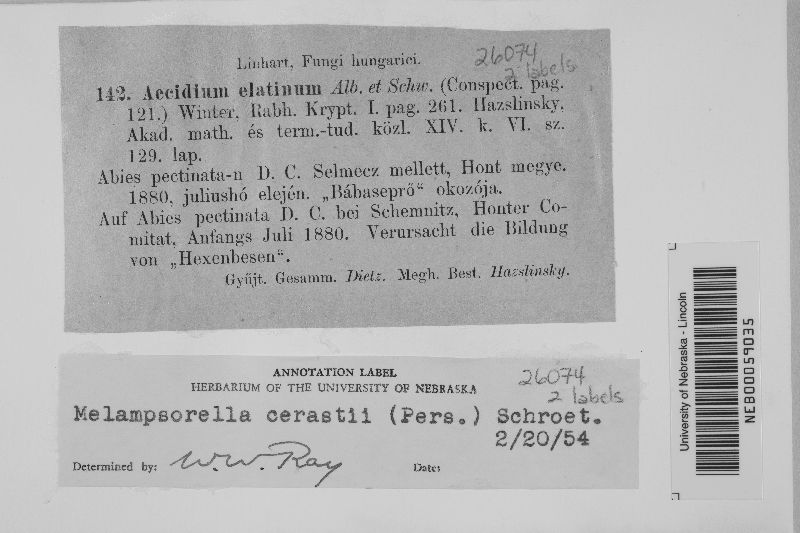 Linhart, Fungi hungarici.
26074
2 labels
142. Aecidium elatinum Alb. et Schw. (Conspect. pag.
121.) Winter, Rabh. Krypt. I. pag. 261. Hazslinsky,
Akad. math. és term.-tud. közl. XIV. k. VI. sz.
129. lap.
Abies pectinata-n D. C. Selmecz mellett, Hont megye.
1880, juliushó elején. „Bábaseprő“ okozója.
Auf Abies pectinata D. C. bei Schemnitz, Honter Co-
mitat, Anfangs Juli 1880. Verursacht die Bildung
von „Hexenbesen“.
Gyűjt. Gesamm. Dietz. Megh. Best. Hazslinsky.
ANNOTATION LABEL
HERBARIUM OF THE UNIVERSITY OF NEBRASKA
26074
2 labels
Melampsorella cerastii (Pers.) Schroet.
2/20/54
Determined by: W. W. Ray Date:
University of Nebraska - Lincoln
NEB00059035